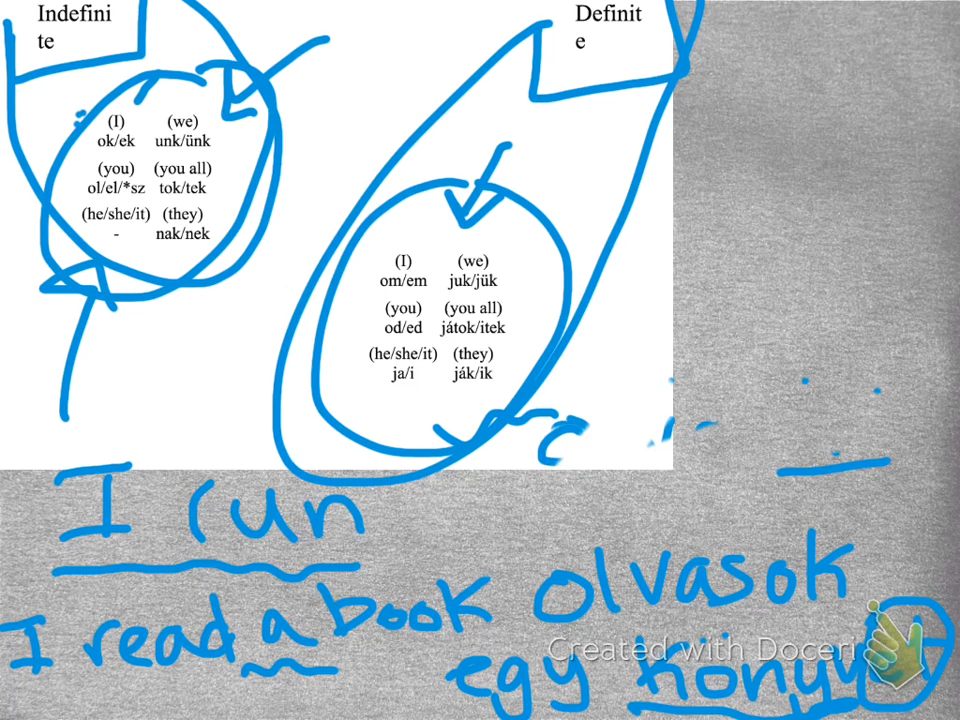 Indefini
te
(I) (we)
ok/ek unk/ünk
(you) (you all)
ol/el/*sz tok/tek
(he/she/it) (they)
- nak/nek
Definit
e
(I) (we)
om/em juk/jük
(you) (you all)
od/ed játok/itek
(he/she/it) (they)
ja/i ják/ik
I run
I read a book olvasok
egy könyvet
Created with Doceri